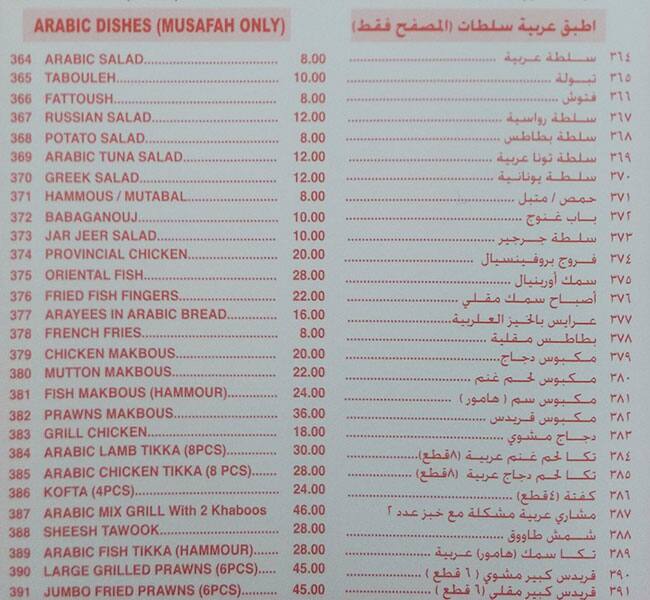 ARABIC DISHES (MUSAFAH ONLY) اطبق عربية سلطات (المصفح فقط)
364 ARABIC SALAD 8.00 سلطة عربية ٣٦٤
365 TABOULEH 10.00 تبولة ٣٦٥
366 FATTOUSH 8.00 فتوش ٣٦٦
367 RUSSIAN SALAD 12.00 سلطة رواسية ٣٦٧
368 POTATO SALAD 8.00 سلطة بطاطس ٣٦٨
369 ARABIC TUNA SALAD 12.00 سلطة تونا عربية ٣٦٩
370 GREEK SALAD 12.00 سلطة يونانية ٣٧٠
371 HAMMOUS / MUTABAL 8.00 حمص / متبل ٣٧١
372 BABAGANOUJ 10.00 باب غنوج ٣٧٢
373 JAR JEER SALAD 10.00 سلطة جرجير ٣٧٣
374 PROVINCIAL CHICKEN 20.00 فروج بروفينسيال ٣٧٤
375 ORIENTAL FISH 28.00 سمك أورينيال ٣٧٥
376 FRIED FISH FINGERS 22.00 أصباح سمك مقلي ٣٧٦
377 ARAYEES IN ARABIC BREAD 16.00 عرايس بالخيز العلربية ٣٧٧
378 FRENCH FRIES 8.00 بطاطس مقلية ٣٧٨
379 CHICKEN MAKBOUS 20.00 مكبوس دجاج ٣٧٩
380 MUTTON MAKBOUS 22.00 مكبوس لحم غنم ٣٨٠
381 FISH MAKBOUS (HAMMOUR) 24.00 مكبوس سم ( هامور ) ٣٨١
382 PRAWNS MAKBOUS 36.00 مكبوس قريدس ٣٨٢
383 GRILL CHICKEN 18.00 دجاج مشوي ٣٨٣
384 ARABIC LAMB TIKKA (8PCS) 30.00 تكا لحم غنم عربية (٨قطع) ٣٨٤
385 ARABIC CHICKEN TIKKA (8 PCS) 28.00 تكا لحم دجاج عربية (٨قطع) ٣٨٥
386 KOFTA (4PCS) 24.00 كفتة (٤قطع) ٣٨٦
387 ARABIC MIX GRILL With 2 Khaboos 46.00 مشاري عربية مشكلة مع خبز عدد ٢ ٣٨٧
388 SHEESH TAWOOK 28.00 شمش طاووق ٣٨٨
389 ARABIC FISH TIKKA (HAMMOUR) 28.00 تكا سمك (هامور) عربية ٣٨٩
390 LARGE GRILLED PRAWNS (6PCS) 45.00 قريدس كبير مشوي ( ٦ قطع ) ٣٩٠
391 JUMBO FRIED PRAWNS (6PCS) 45.00 قريدس كبير مقلي ( ٦ قطع ) ٣٩١